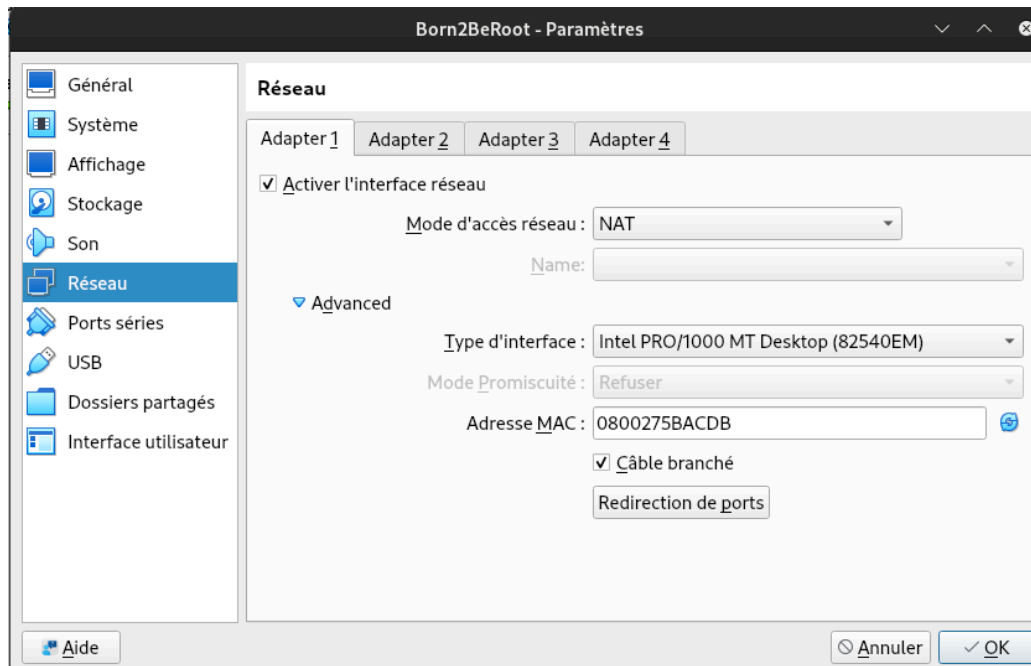 Born2BeRoot - Paramètres
Général
Système
Affichage
Stockage
Son
Réseau
Ports séries
USB
Dossiers partagés
Interface utilisateur
Réseau
Adapter 1 Adapter 2 Adapter 3 Adapter 4
Activer l'interface réseau
Mode d'accès réseau : NAT
Name:
Advanced
Type d'interface : Intel PRO/1000 MT Desktop (82540EM)
Mode Promiscuité : Refuser
Adresse MAC : 0800275BACDB
Câble branché
Redirection de ports
Aide
Annuler
OK